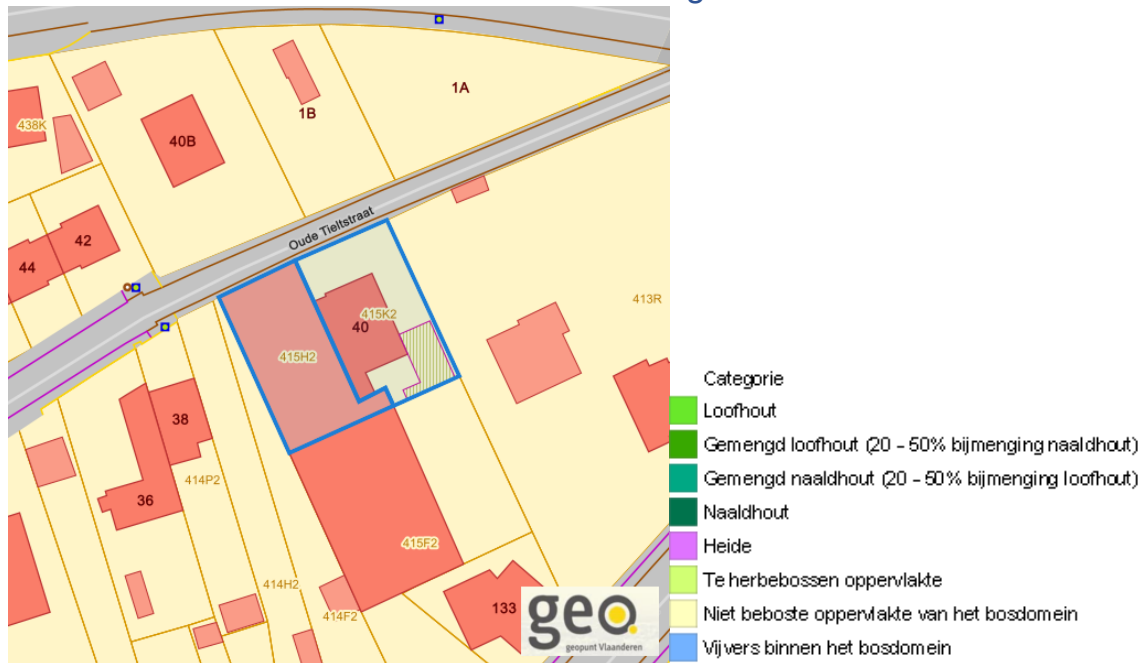 1A
1B
438K
40B
Oude Tieltstraat
42
44
413R
415K2
40
415H2
38
414P2
36
415F2
414H2
414F2
133
geo.
geopunt Vlaanderen
Categorie
Loofhout
Gemengd loofhout (20 - 50% bijmenging naaldhout)
Gemengd naaldhout (20 - 50% bijmenging loofhout)
Naaldhout
Heide
Te herbebossen oppervlakte
Niet beboste oppervlakte van het bosdomein
Vijvers binnen het bosdomein